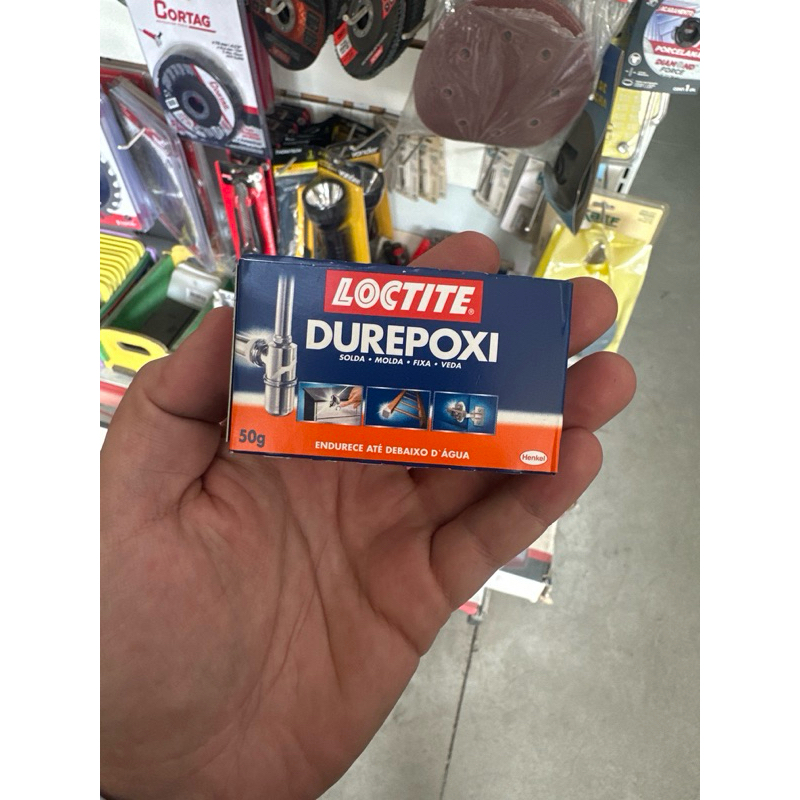 CORTAG
PORCELANA
LOCTITE
DUREPOXI
SOLDA • MOLDA • FIXA • VEDA
50g
ENDURECE ATÉ DEBAIXO D´ÁGUA
Henkel